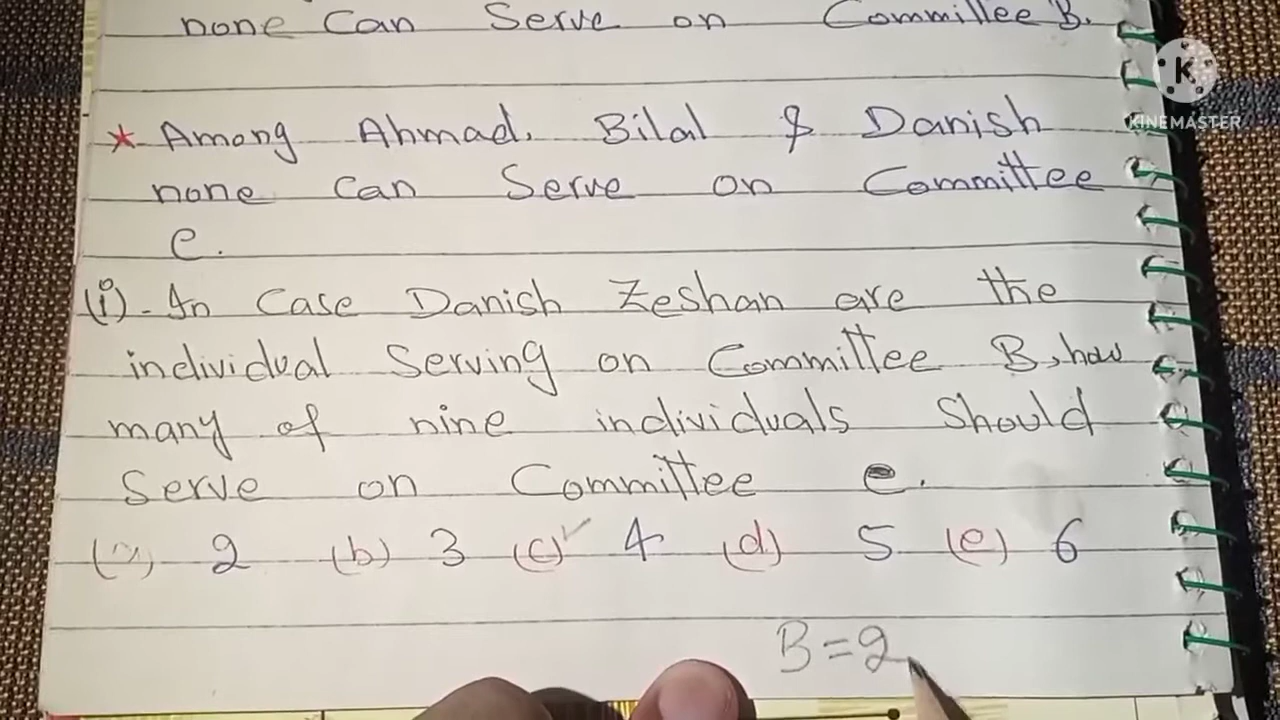 none Can Serve on Committee B.
K
KINEMASTER
* Among Ahmad, Bilal & Danish
none can Serve on Committee
e.
(i) - In Case Danish Zeshan are the
individual Serving on Committee B, how
many of nine individuals Should
Serve on Committee e.
(a) 2 (b) 3 (c) ✓ 4 (d) 5 (e) 6
B=2